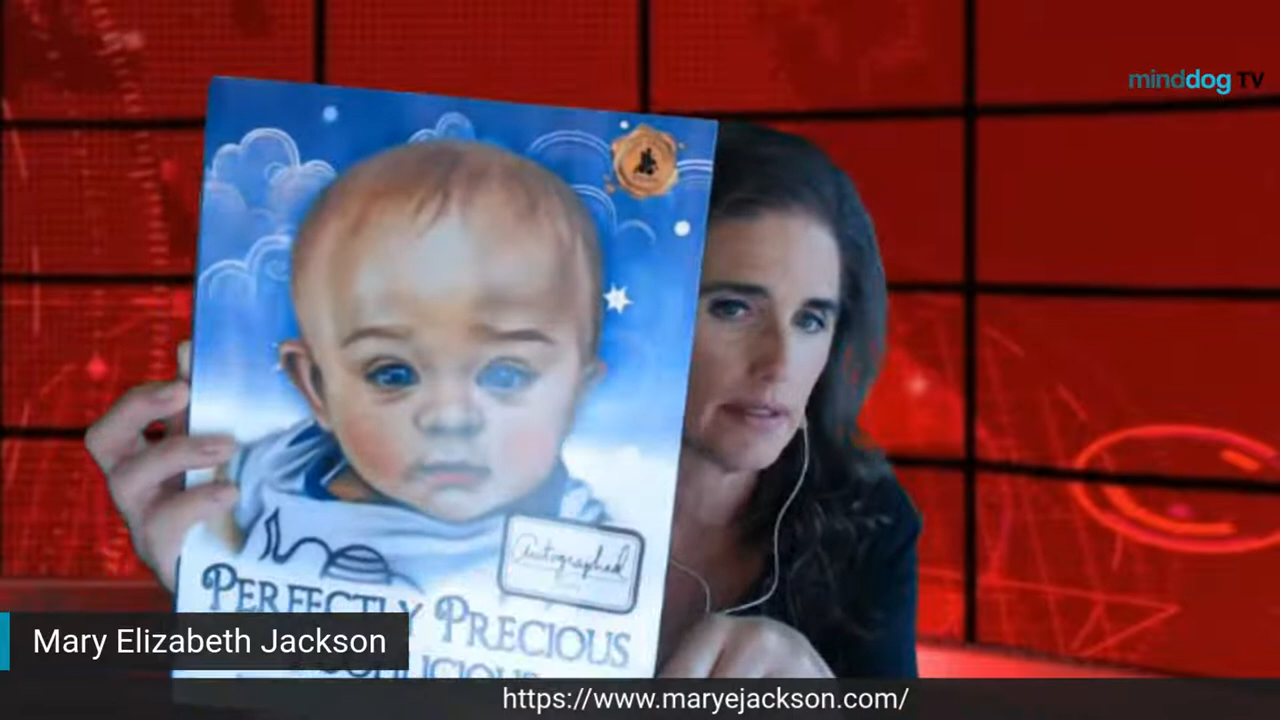 minddog TV
Autographed
PERFECTLY PRECIOUS
Mary Elizabeth Jackson
https://www.maryejackson.com/